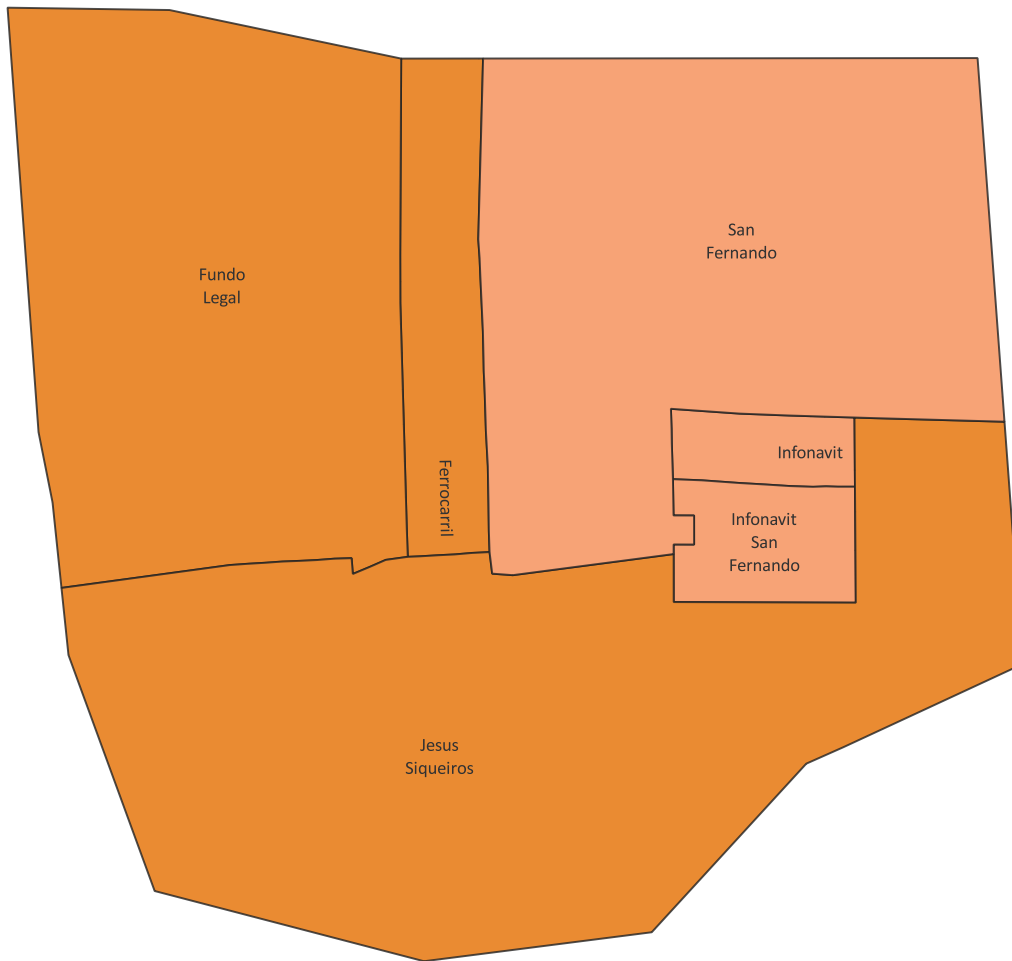 San
Fernando
Fundo
Legal
Infonavit
Ferrocarril
Infonavit
San
Fernando
Jesus
Siqueiros